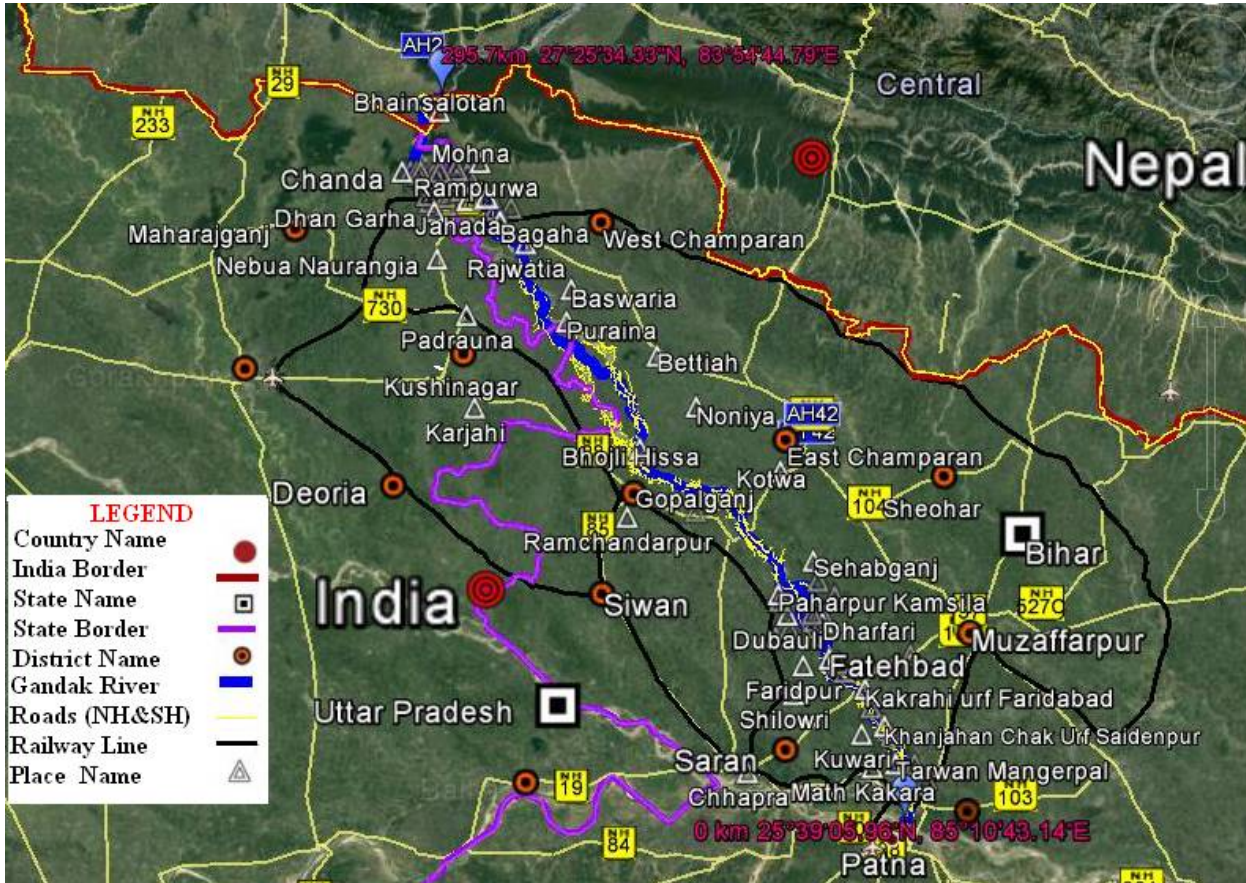 AH2
295.7km 27°25'34.33"N, 83°54'44.79"E
NH
29
Central
Bhainsalotan
NH
233
Nepal
Mohna
Chanda
Rampurwa
Dhan Garha
Jahada
Bagaha
West Champaran
Maharajganj
Nebua Naurangia
Rajwatia
Baswaria
NH
730
Puraina
Padrauna
Bettiah
Kushinagar
Noniya
AH42
Karjahi
Bhojli Hissa
East Champaran
Kotwa
Deoria
Gopalganj
NH
104
Sheohar
NH
85
Ramchandarpur
Bihar
Sehabganj
India
Siwan
Paharpur Kamsila
NH
527C
Dubauli
Dharfari
Muzaffarpur
Fatehbad
Faridpur
Kakrahi urf Faridabad
Uttar Pradesh
Shilowri
Khanjahan Chak Urf Saidenpur
Saran
Kuwari
Tarwan Mangerpal
NH
19
Chhapra
Math Kakara
NH
103
0 km 25°39'05.96"N, 85°10'43.14"E
NH
84
Patna
LEGEND
Country Name
India Border
State Name
State Border
District Name
Gandak River
Roads (NH&SH)
Railway Line
Place Name